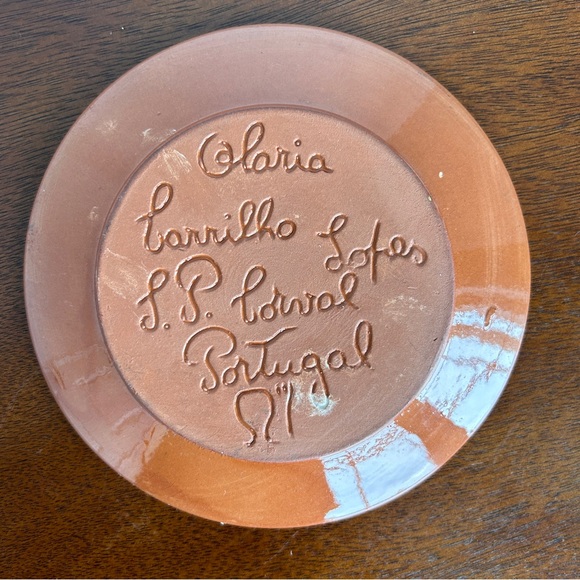 Olaria
Carrilho Lopes
S. P. Corval
Portugal